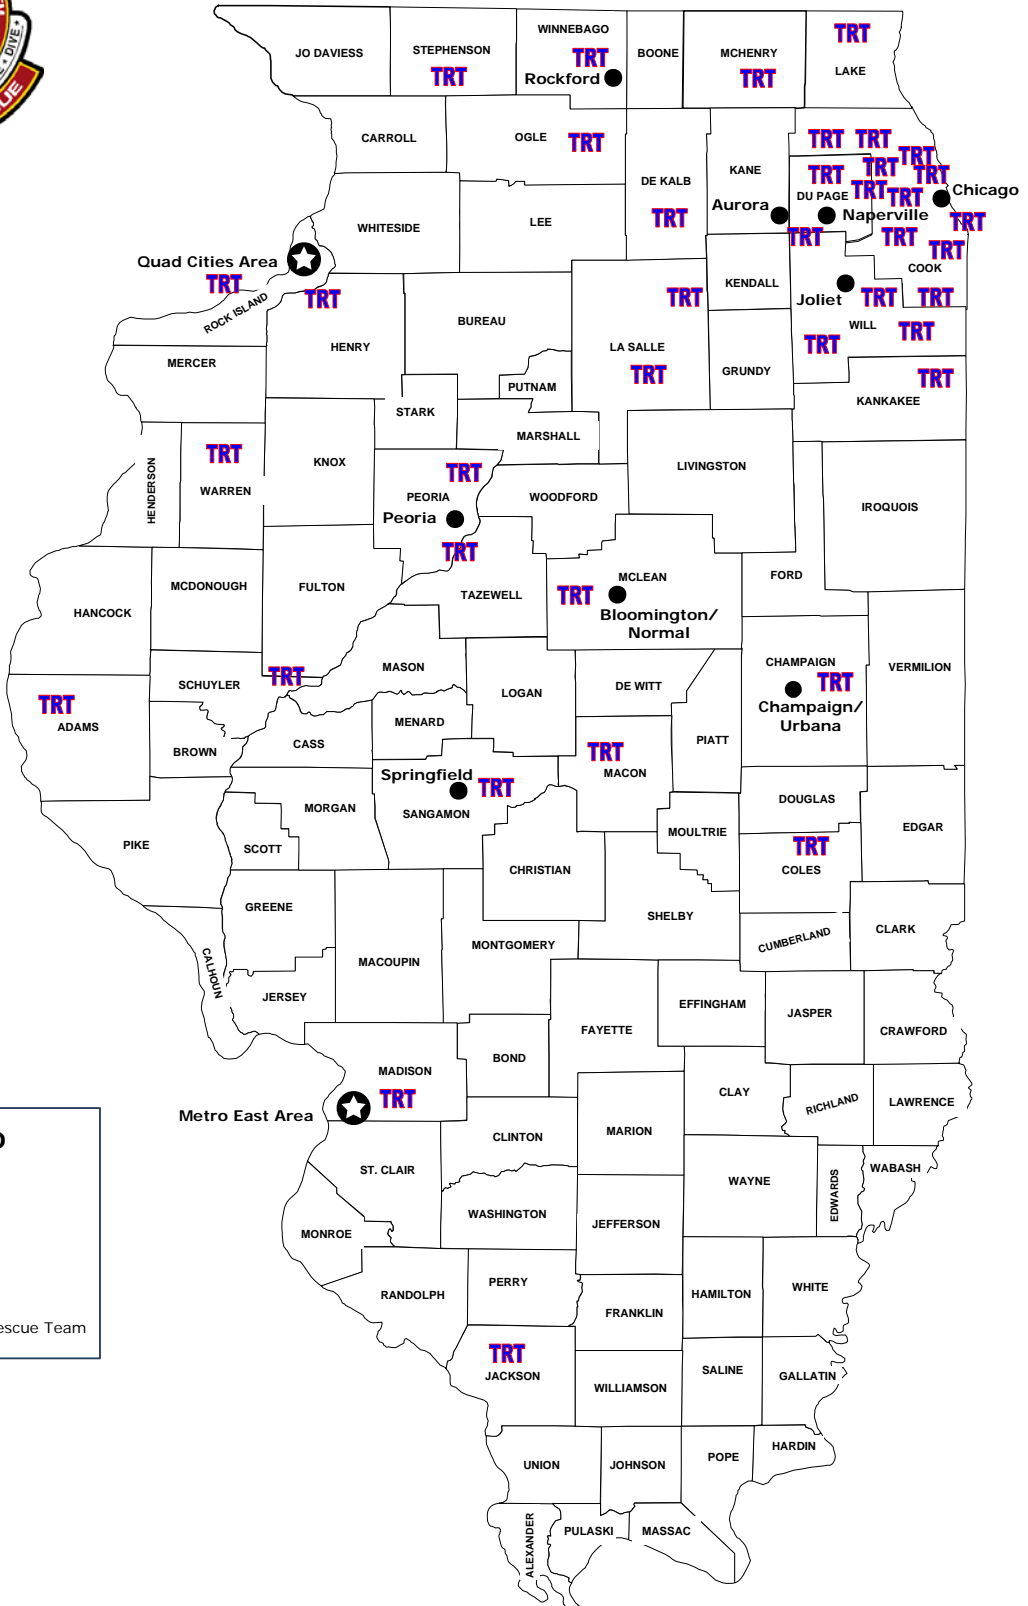 DIVE
WINNEBAGO
JO DAVIESS
STEPHENSON
BOONE
MCHENRY
TRT
LAKE
TRT
TRT
TRT
Rockford
CARROLL
OGLE
TRT
TRT
TRT
TRT
KANE
TRT
TRT
TRT
DE KALB
DU PAGE
TRT
TRT
Chicago
Aurora
TRT
Naperville
TRT
WHITESIDE
LEE
TRT
TRT
TRT
TRT
COOK
Quad Cities Area
TRT
TRT
ROCK ISLAND
KENDALL
TRT
Joliet
TRT
TRT
BUREAU
WILL
TRT
HENRY
LA SALLE
TRT
MERCER
TRT
GRUNDY
TRT
PUTNAM
KANKAKEE
STARK
MARSHALL
TRT
KNOX
LIVINGSTON
HENDERSON
WARREN
TRT
PEORIA
WOODFORD
IROQUOIS
Peoria
TRT
MCDONOUGH
FULTON
TAZEWELL
TRT
MCLEAN
FORD
HANCOCK
Bloomington/
Normal
MASON
SCHUYLER
TRT
LOGAN
DE WITT
CHAMPAIGN
TRT
VERMILION
TRT
ADAMS
MENARD
Champaign/
Urbana
BROWN
CASS
TRT
MACON
PIATT
Springfield
TRT
SANGAMON
MORGAN
DOUGLAS
PIKE
SCOTT
MOULTRIE
EDGAR
CHRISTIAN
TRT
COLES
GREENE
SHELBY
CALHOUN
MACOUPIN
MONTGOMERY
CUMBERLAND
CLARK
JERSEY
EFFINGHAM
JASPER
FAYETTE
CRAWFORD
MADISON
BOND
TRT
CLAY
RICHLAND
LAWRENCE
Metro East Area
CLINTON
MARION
ST. CLAIR
WAYNE
EDWARDS
WABASH
WASHINGTON
JEFFERSON
MONROE
RANDOLPH
PERRY
HAMILTON
WHITE
FRANKLIN
escue Team
TRT
JACKSON
WILLIAMSON
SALINE
GALLATIN
UNION
JOHNSON
POPE
HARDIN
ALEXANDER
PULASKI
MASSAC